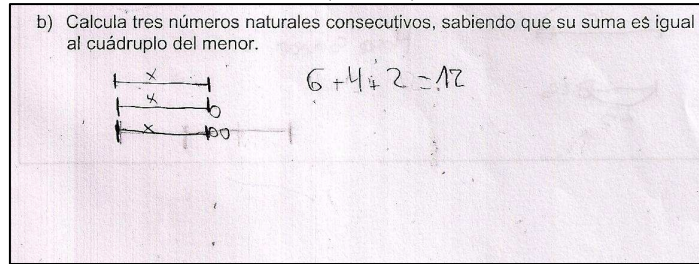 b) Calcula tres números naturales consecutivos, sabiendo que su suma es igual
al cuádruplo del menor.
x
x
x
6+4+2=12